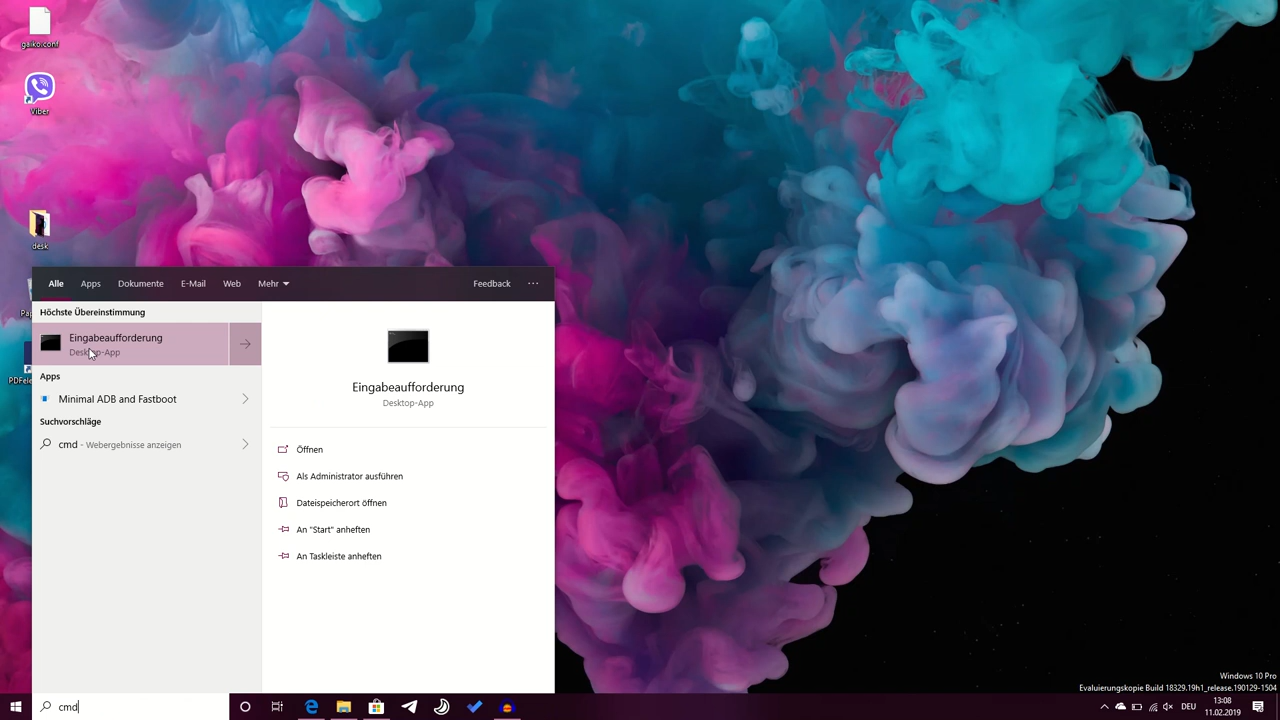 gaiko.conf
Viber
desk
Alle Apps Dokumente E-Mail Web Mehr Feedback ...
Höchste Übereinstimmung
Eingabeaufforderung
Desktop-App
Apps
Minimal ADB and Fastboot
Suchvorschläge
cmd - Webergebnisse anzeigen
Eingabeaufforderung
Desktop-App
Öffnen
Als Administrator ausführen
Dateispeicherort öffnen
An "Start" anheften
An Taskleiste anheften
Windows 10 Pro
Evaluierungskopie Build 18329.19h1_release.190129-1504
cmd
DEU
13:08
11.02.2019